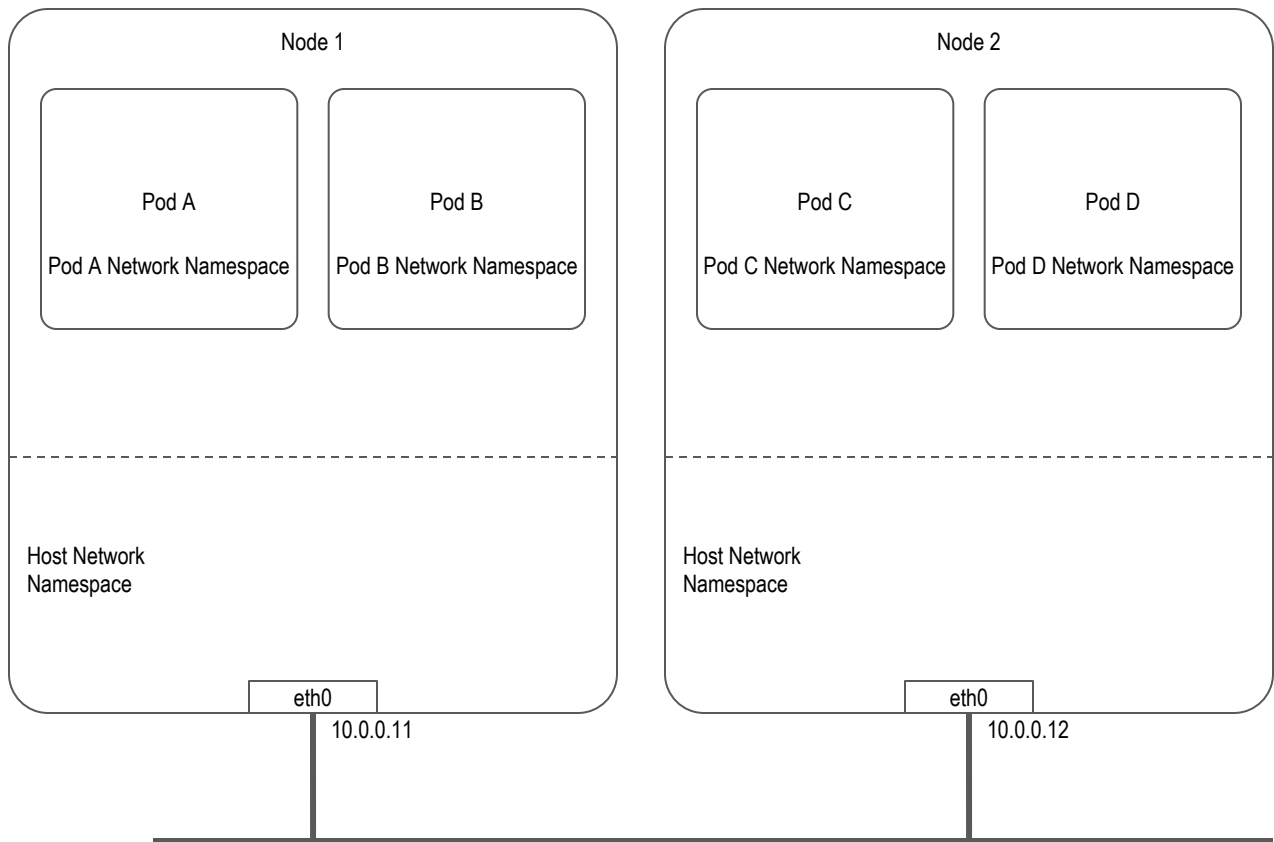 Node 1
Pod A
Pod A Network Namespace
Pod B
Pod B Network Namespace
Host Network
Namespace
eth0
10.0.0.11
Node 2
Pod C
Pod C Network Namespace
Pod D
Pod D Network Namespace
Host Network
Namespace
eth0
10.0.0.12